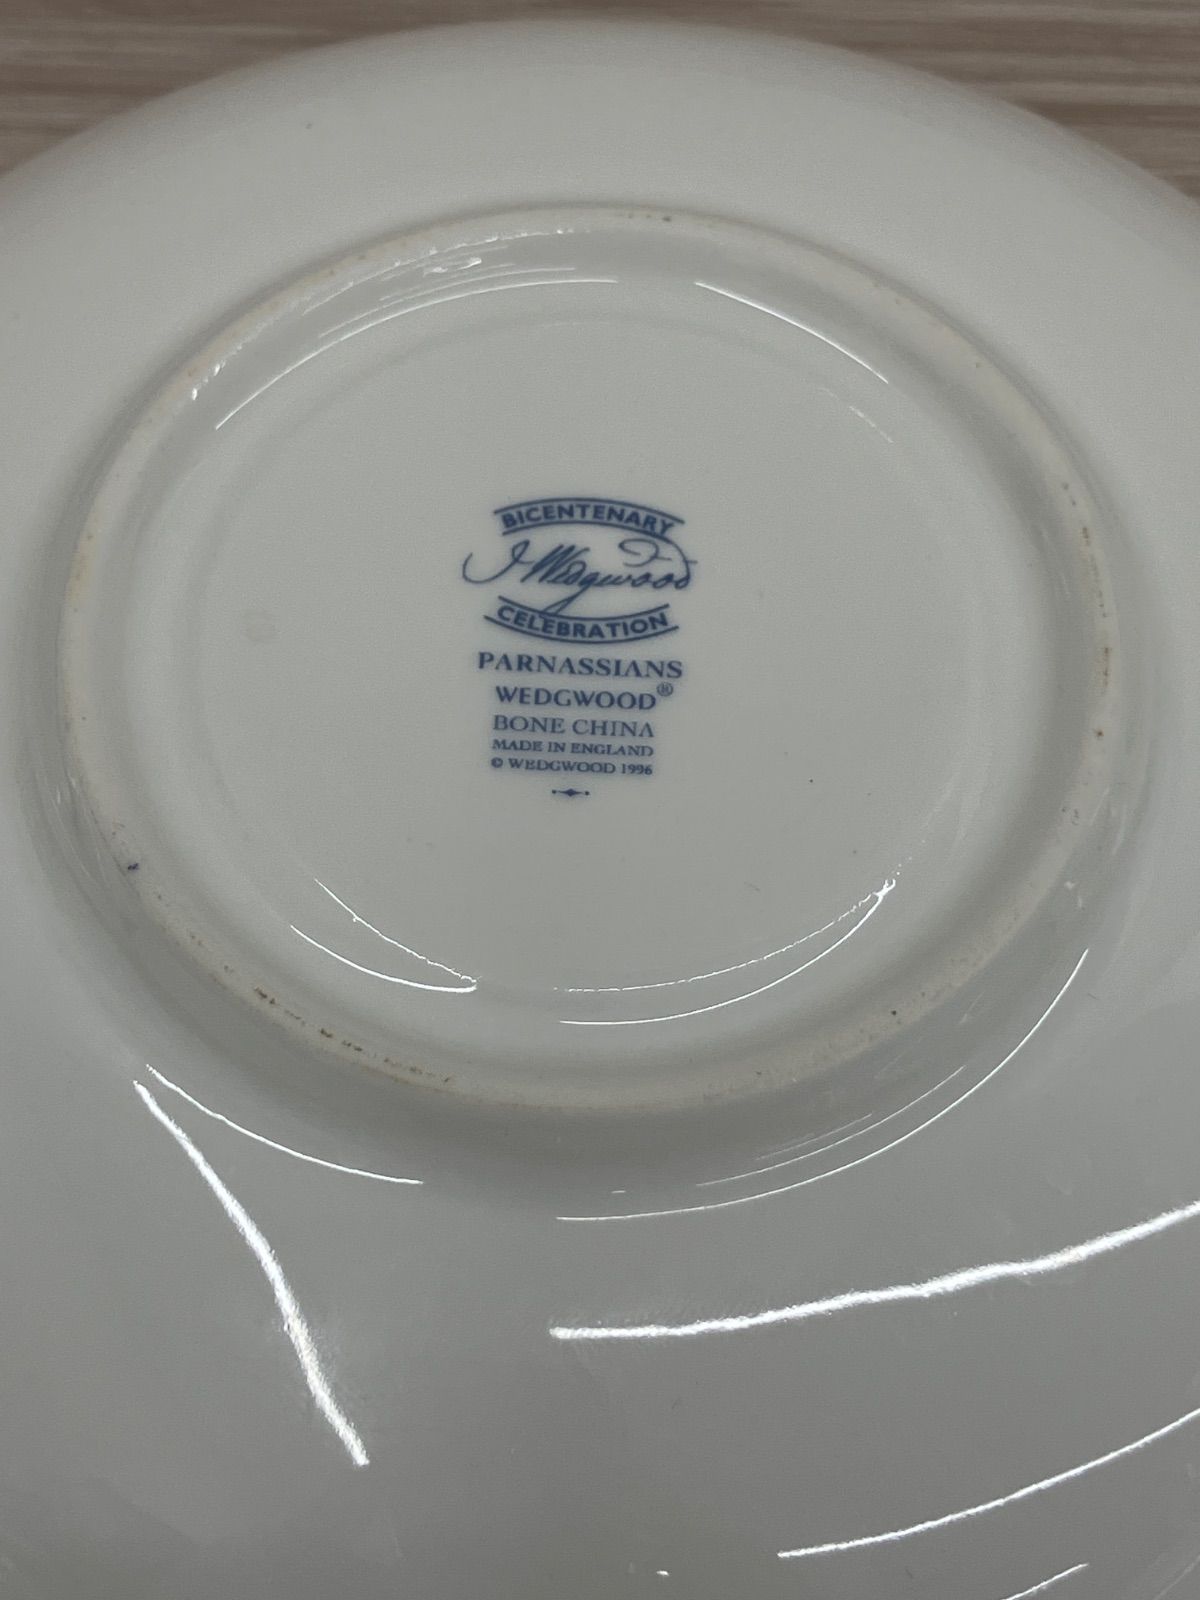 BICENTENARY
J Wedgwood
CELEBRATION
PARNASSIANS
WEDGWOOD®
BONE CHINA
MADE IN ENGLAND
© WEDGWOOD 1996